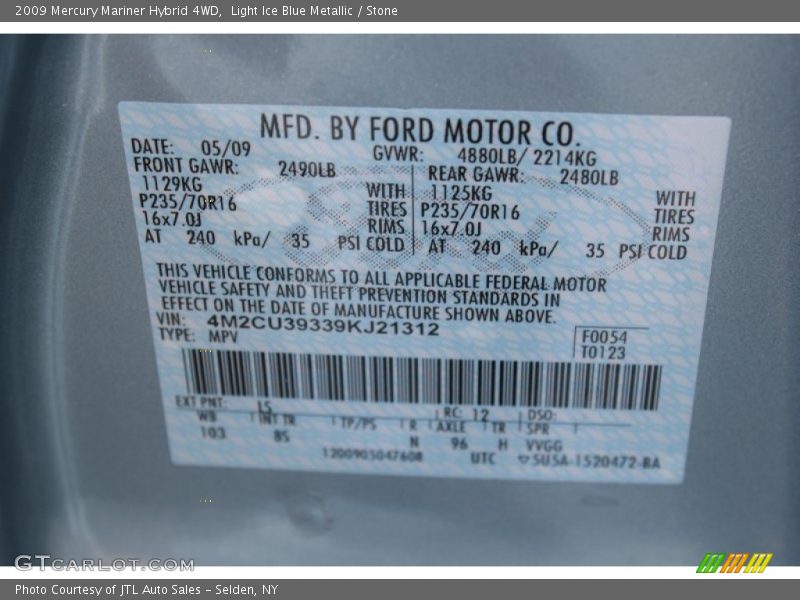 2009 Mercury Mariner Hybrid 4WD, Light Ice Blue Metallic / Stone
MFD. BY FORD MOTOR CO.
DATE: 05/09 GVWR: 4880LB/ 2214KG
FRONT GAWR: 2490LB REAR GAWR: 2480LB
1129KG WITH 1125KG WITH
P235/70R16 TIRES P235/70R16 TIRES
16x7.0J RIMS 16x7.0J RIMS
AT 240 kPa/ 35 PSI COLD AT 240 kPa/ 35 PSI COLD
THIS VEHICLE CONFORMS TO ALL APPLICABLE FEDERAL MOTOR
VEHICLE SAFETY AND THEFT PREVENTION STANDARDS IN
EFFECT ON THE DATE OF MANUFACTURE SHOWN ABOVE.
VIN: 4M2CU39339KJ21312
TYPE: MPV
F0054
T0123
EXT PNT: LS RC: 12 DSO:
WB INT TR TP/PS R AXLE TR SPR
103 8S N 96 H VVGG
1200905047608 UTC 5U5A-1520472-BA
GTCARLOT.COM
Photo Courtesy of JTL Auto Sales - Selden, NY